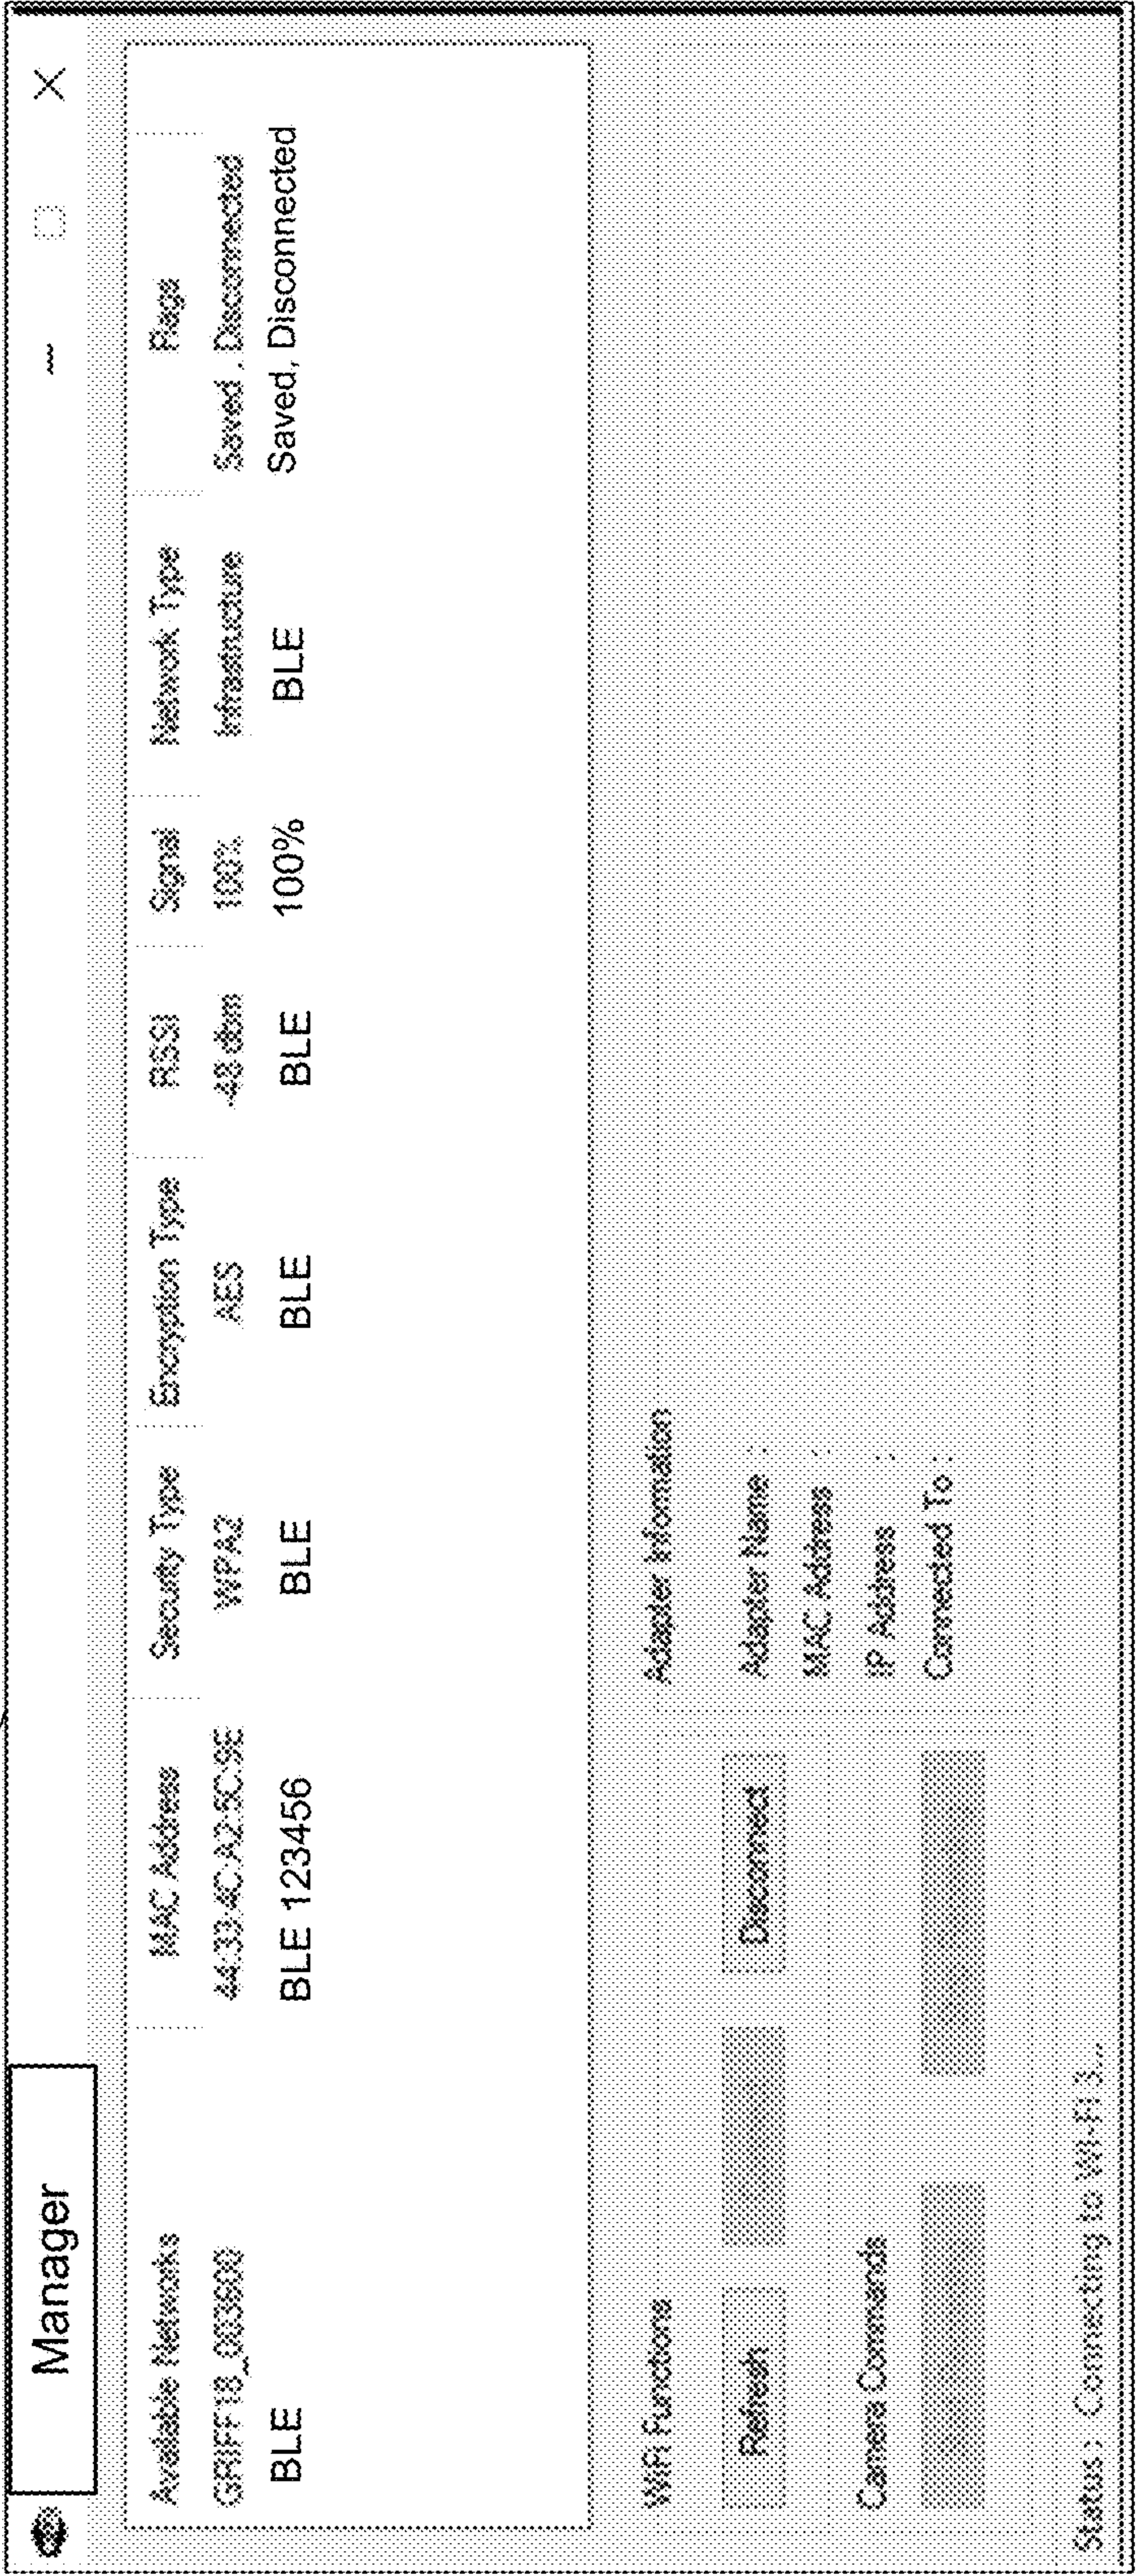 Manager
Available Networks MAC Address Security Type Encryption Type RSSI Signal Network Type Flags
GRIFF18_003600 44:33:4C:A2:5C:9E WPA2 AES -48 dbm 100% Infrastructure Saved , Disconnected
BLE BLE 123456 BLE BLE BLE 100% BLE Saved, Disconnected
WiFi Functions Adapter Information
Refresh Disconnect Adapter Name :
MAC Address :
Camera Commands IP Address :
Connected To :
Status : Connecting to Wi-Fi 3...